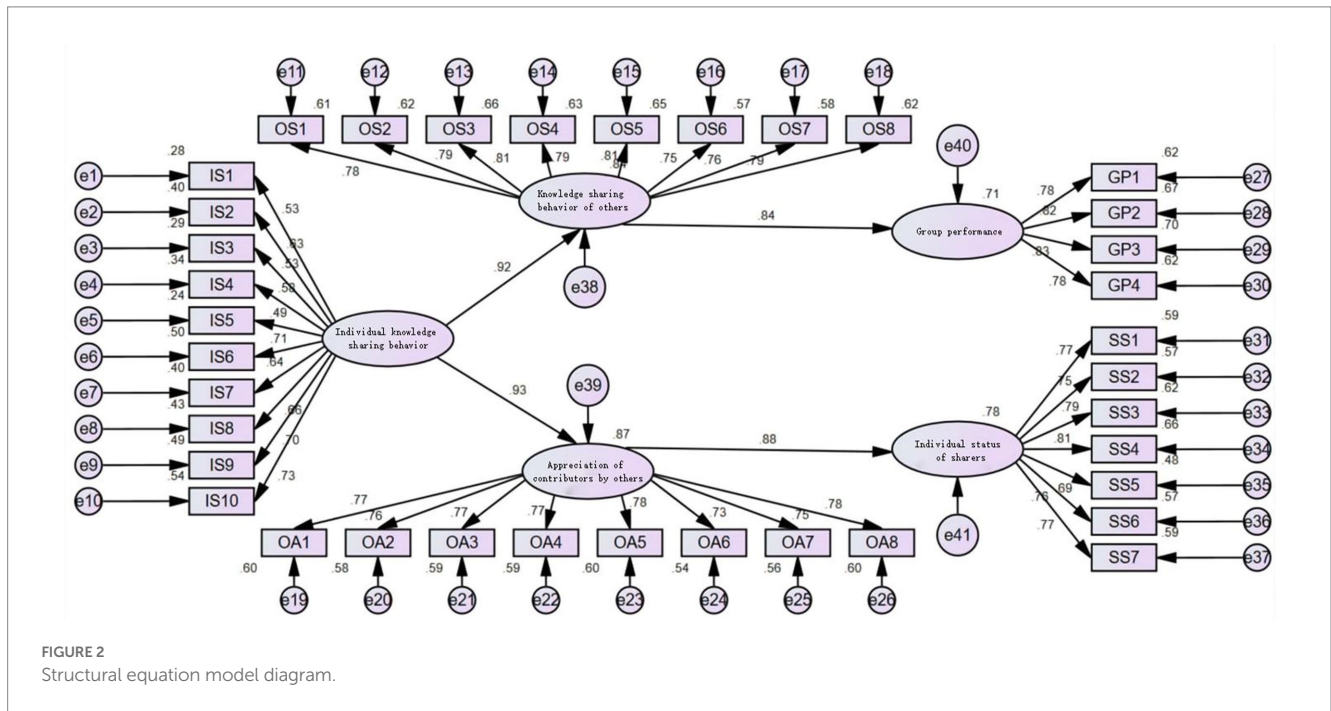 e11 e12 e13 e14 e15 e16 e17 e18
.61 .62 .66 .63 .65 .57 .58 .62
OS1 OS2 OS3 OS4 OS5 OS6 OS7 OS8
.78 .79 .81 .79 .81 .84 .75 .76 .79
Knowledge sharing
behavior of others
.92
e38
.84
e40
.71
Group performance
.62
.78 GP1 e27
.67
.82 GP2 e28
.70
.83 GP3 e29
.62
.78 GP4 e30
.28
e1 IS1 .53
.40
e2 IS2 .63
.29
e3 IS3 .53
.34
e4 IS4 .58
.24
e5 IS5 .49
.50
e6 IS6 .71
.40
e7 IS7 .64
.43
e8 IS8 .66
.49
e9 IS9 .70
.54
e10 IS10 .73
Individual knowledge
sharing behavior
.93
e39
.87
Appreciation of
contributors by others
.88
.78
Individual status
of sharers
e41
.59
.77 SS1 e31
.57
.75 SS2 e32
.62
.79 SS3 e33
.66
.81 SS4 e34
.48
.69 SS5 e35
.57
.76 SS6 e36
.59
.77 SS7 e37
.77 .76 .77 .77 .78 .73 .75 .78
OA1 OA2 OA3 OA4 OA5 OA6 OA7 OA8
.60 .58 .59 .59 .60 .54 .56 .60
e19 e20 e21 e22 e23 e24 e25 e26
FIGURE 2
Structural equation model diagram.